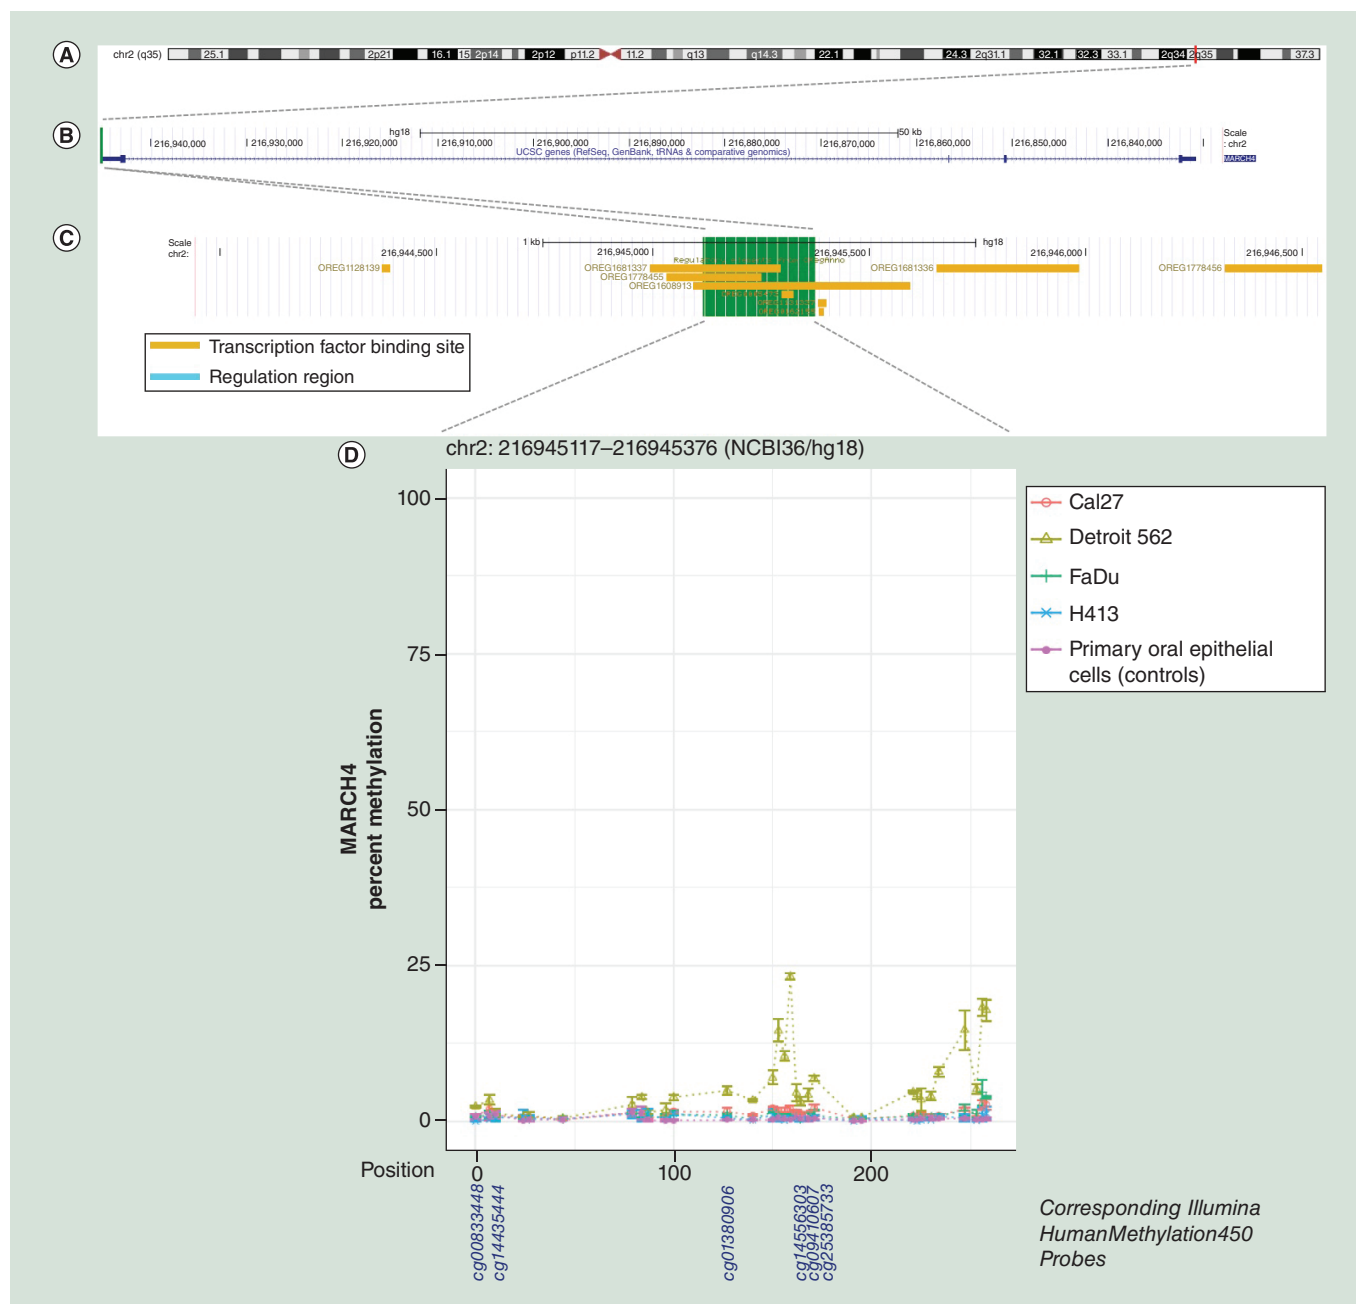 A
chr2 (q35)
25.1
2p21
16.1
15
2p14
2p12
p11.2
11.2
q13
q14.3
22.1
24.3
2q31.1
32.1
32.3
33.1
2q34
2q35
37.3
B
hg18
50 kb
Scale
216,940,000
216,930,000
216,920,000
216,910,000
216,900,000
216,890,000
216,880,000
216,870,000
216,860,000
216,850,000
216,840,000
: chr2
UCSC genes (RefSeq, GenBank, tRNAs & comparative genomics)
MARCH4
C
Scale
1 kb
hg18
chr2:
216,944,500
216,945,000
216,945,500
216,946,000
216,946,500
OREG1128139
OREG1681337
OREG1681336
OREG1778456
OREG1778455
OREG1608913
Transcription factor binding site
Regulation region
D
chr2: 216945117–216945376 (NCBI36/hg18)
100
75
50
25
0
MARCH4
percent methylation
Cal27
Detroit 562
FaDu
H413
Primary oral epithelial
cells (controls)
Position
0
100
200
cg00833448
cg14435444
cg01380906
cg14556303
cg09410607
cg25385733
Corresponding Illumina
HumanMethylation450
Probes